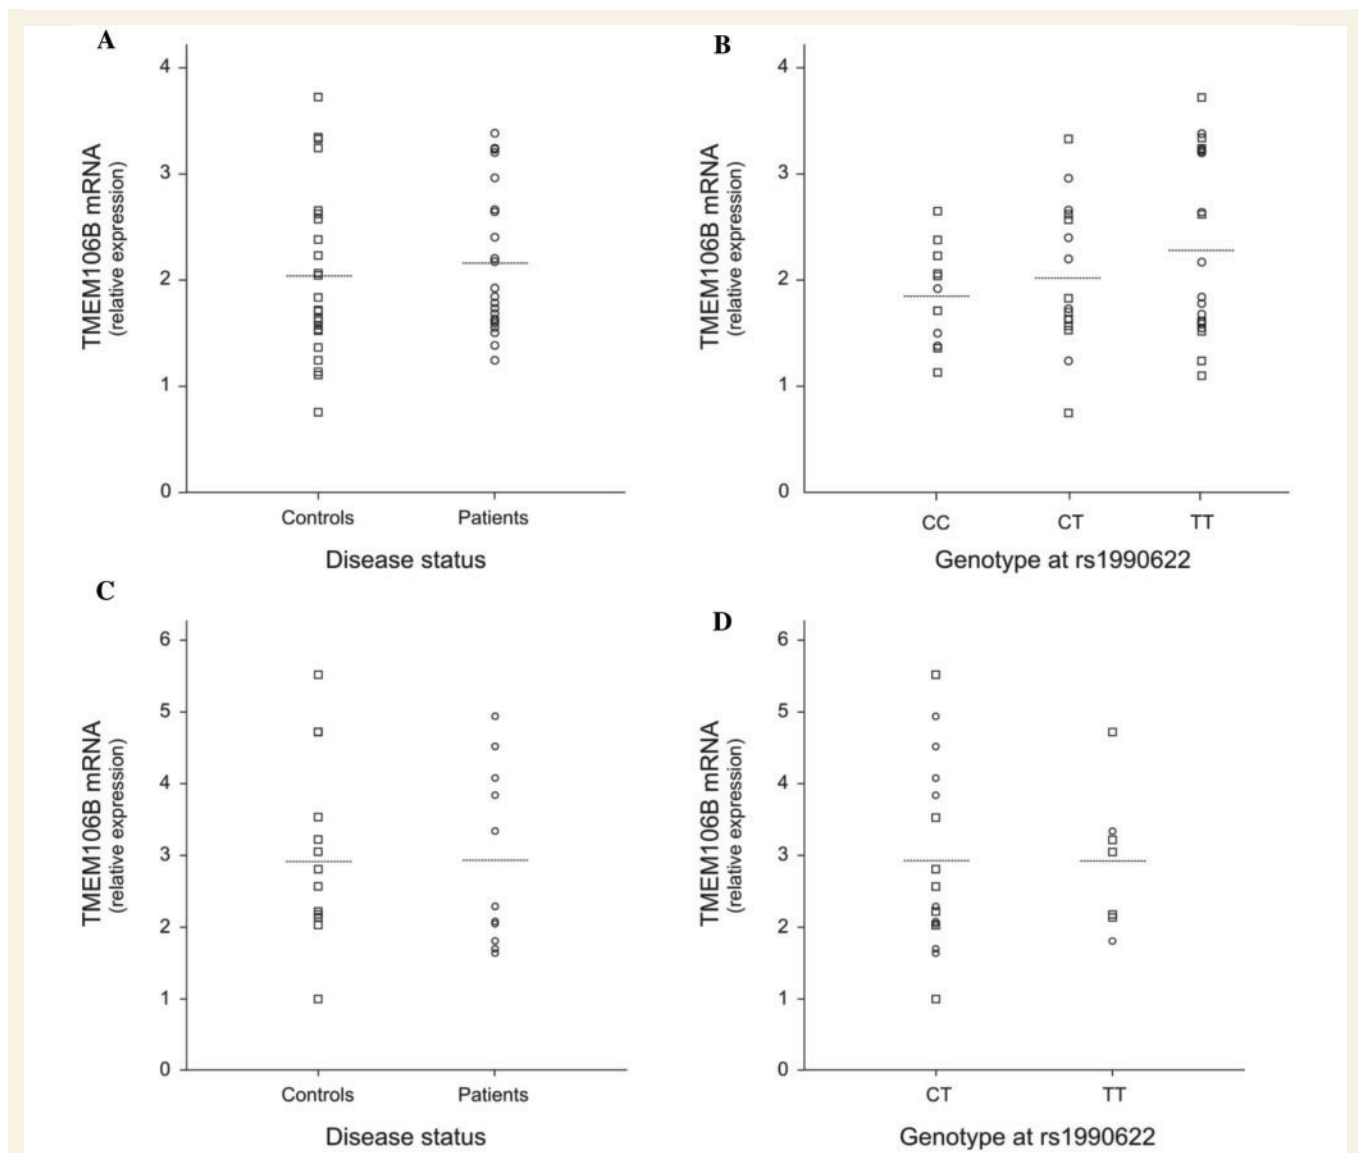 A
4
3
2
1
0
TMEM106B mRNA
(relative expression)
Controls
Patients
Disease status
B
4
3
2
1
0
TMEM106B mRNA
(relative expression)
CC
CT
TT
Genotype at rs1990622
C
6
5
4
3
2
1
0
TMEM106B mRNA
(relative expression)
Controls
Patients
Disease status
D
6
5
4
3
2
1
0
TMEM106B mRNA
(relative expression)
CT
TT
Genotype at rs1990622